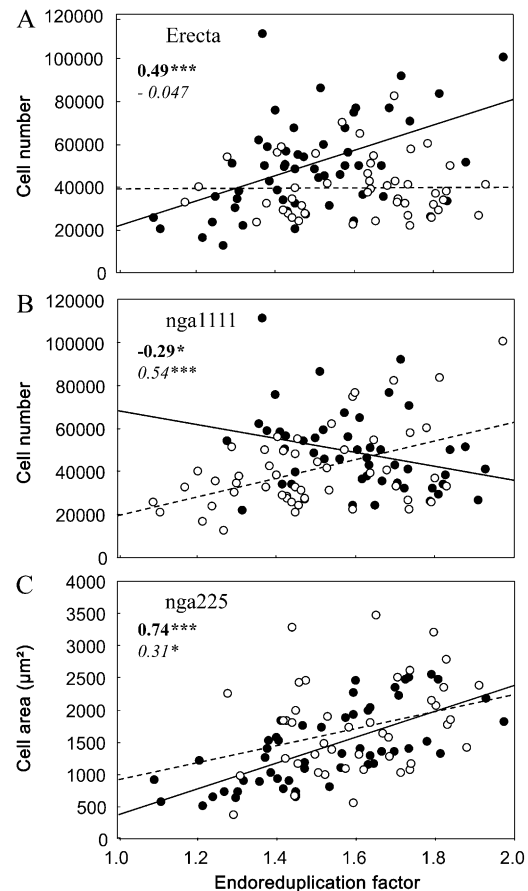 A
Erecta
0.49***
- 0.047
Cell number
120000
100000
80000
60000
40000
20000
0
B
nga1111
-0.29*
0.54***
Cell number
120000
100000
80000
60000
40000
20000
0
C
nga225
0.74***
0.31*
Cell area (µm²)
4000
3500
3000
2500
2000
1500
1000
500
0
1.0 1.2 1.4 1.6 1.8 2.0
Endoreduplication factor